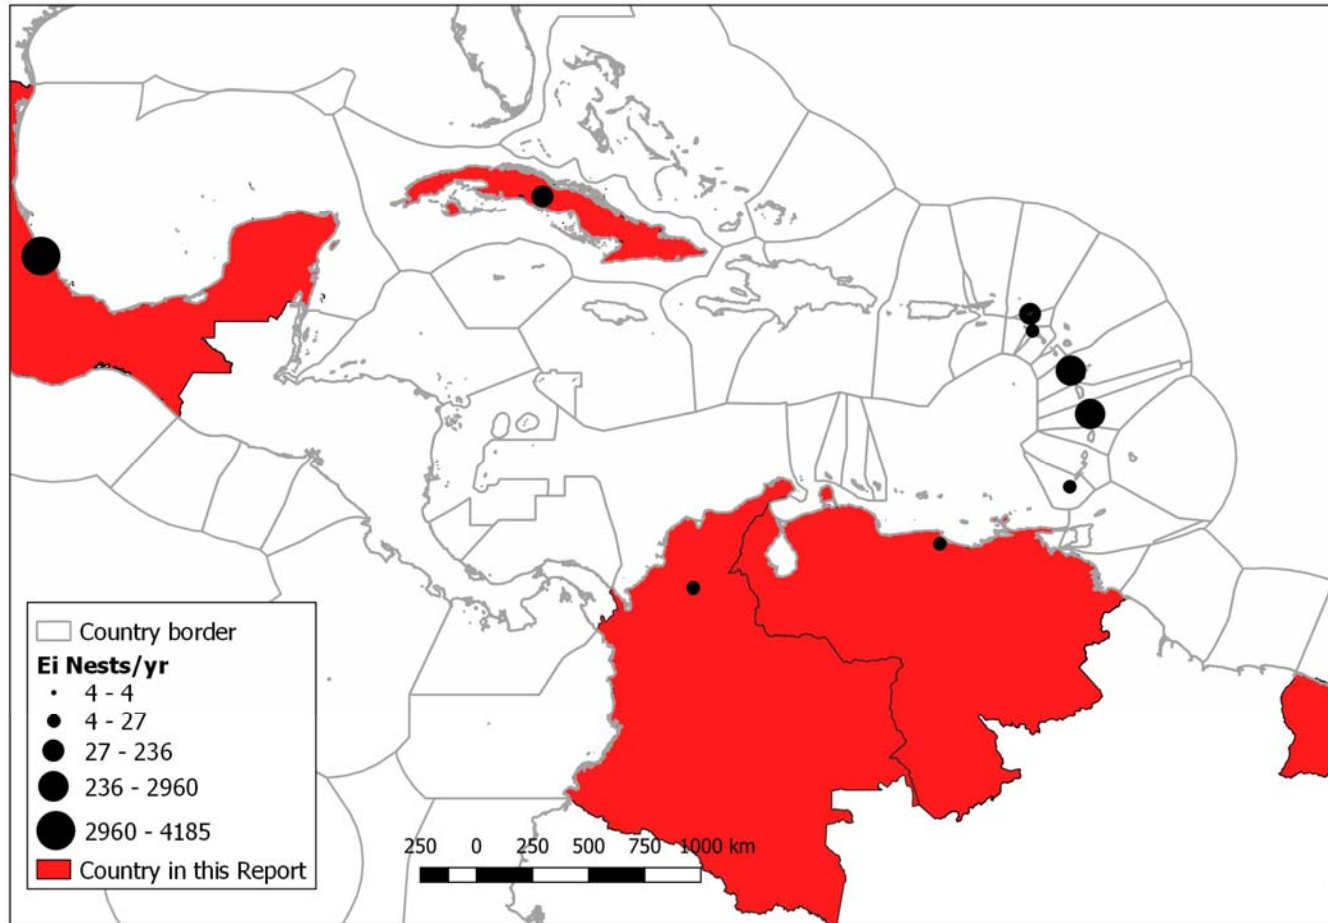 Country border
Ei Nests/yr
4 - 4
4 - 27
27 - 236
236 - 2960
2960 - 4185
Country in this Report
250 0 250 500 750 1000 km